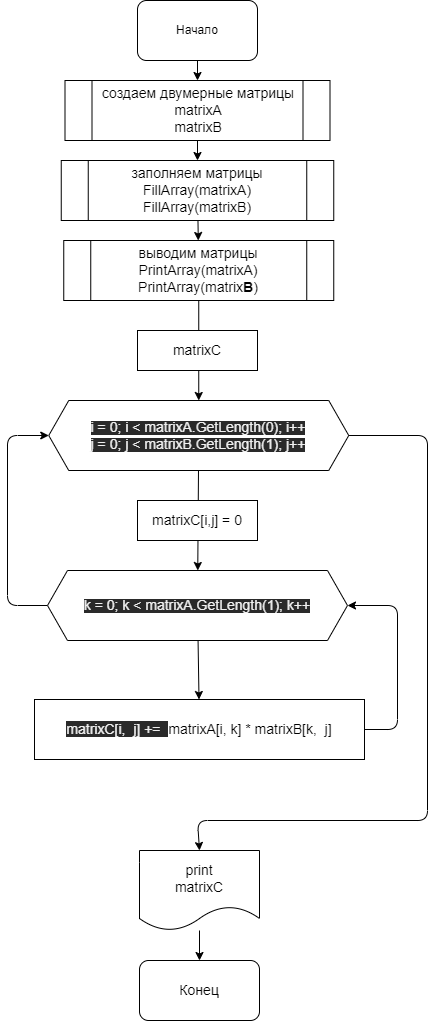 Начало
создаем двумерные матрицы
matrixA
matrixB
заполняем матрицы
FillArray(matrixA)
FillArray(matrixB)
выводим матрицы
PrintArray(matrixA)
PrintArray(matrixB)
matrixC
i = 0; i < matrixA.GetLength(0); i++
j = 0; j < matrixB.GetLength(1); j++
matrixC[i,j] = 0
k = 0; k < matrixA.GetLength(1); k++
matrixC[i, j] += matrixA[i, k] * matrixB[k, j]
print
matrixC
Конец